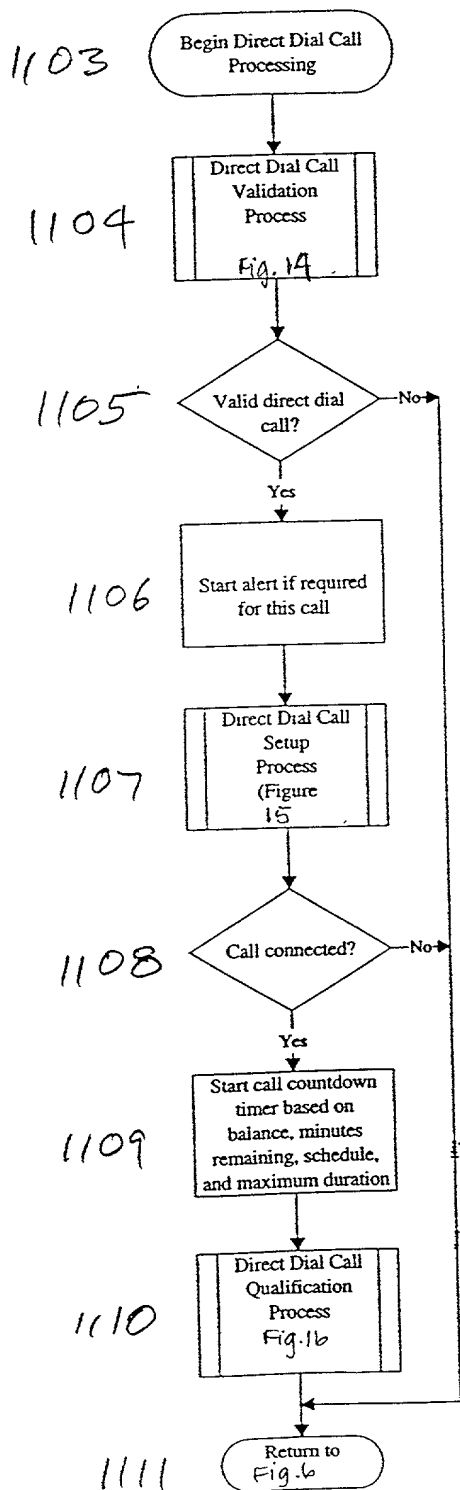 1103
Begin Direct Dial Call
Processing
1104
Direct Dial Call
Validation
Process
Fig. 14
1105
Valid direct dial
call?
No
Yes
1106
Start alert if required
for this call
1107
Direct Dial Call
Setup
Process
(Figure
15
1108
Call connected?
No
Yes
1109
Start call countdown
timer based on
balance, minutes
remaining, schedule,
and maximum duration
1110
Direct Dial Call
Qualification
Process
Fig.16
1111
Return to
Fig.6